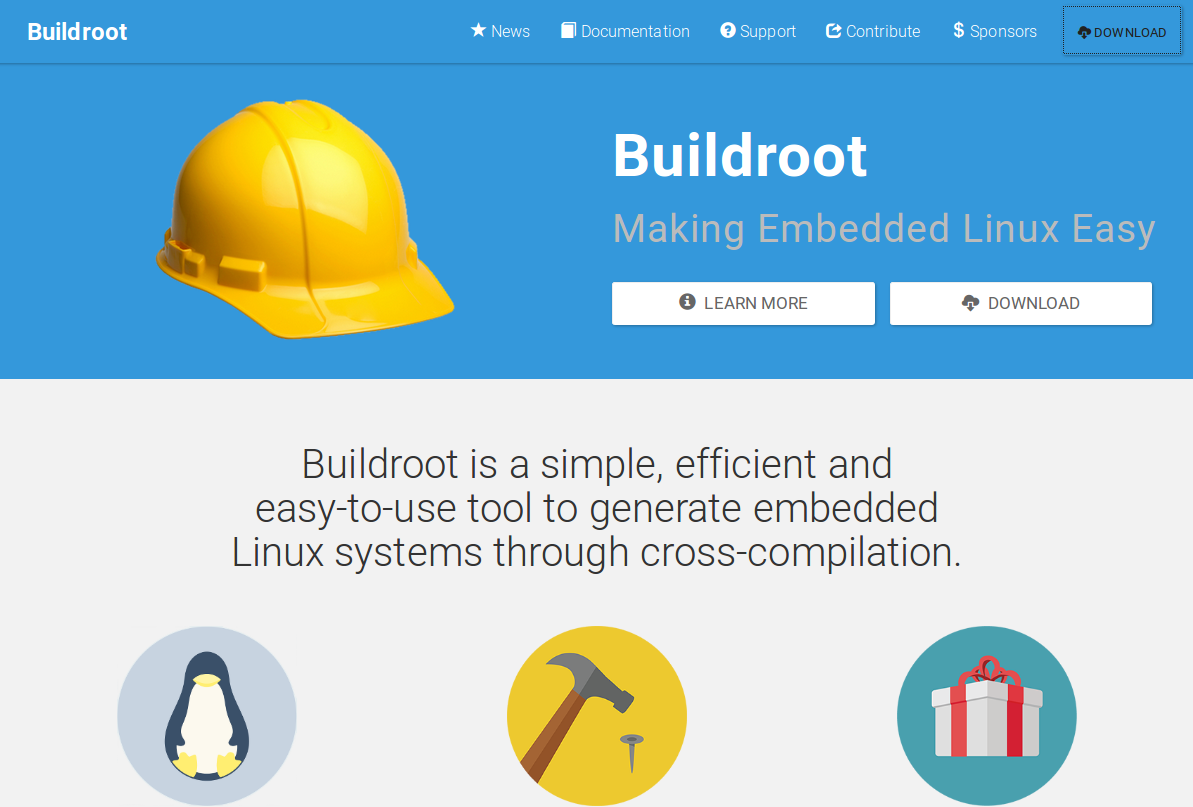 Buildroot
News Documentation Support Contribute $ Sponsors DOWNLOAD
Buildroot
Making Embedded Linux Easy
LEARN MORE DOWNLOAD
Buildroot is a simple, efficient and
easy-to-use tool to generate embedded
Linux systems through cross-compilation.